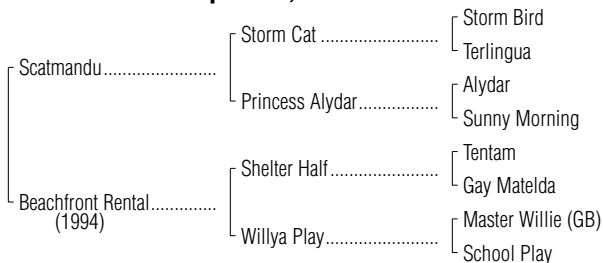 Storm Bird
Storm Cat
Terlingua
Scatmandu
Alydar
Princess Alydar
Sunny Morning
Tentam
Shelter Half
Gay Matelda
Beachfront Rental
(1994)
Master Willie (GB)
Willya Play
School Play